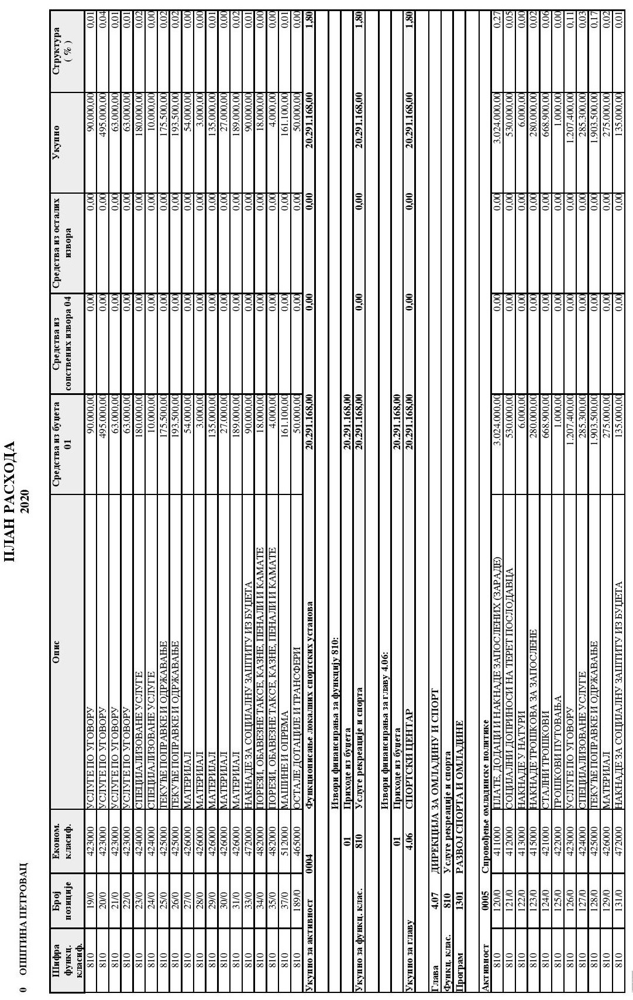 0 ОПШТИНА ПЕТРОВАЦ
ПЛАН РАСХОДА
2020
Шифра функц. класиф. Број позиције Економ. класиф. Опис Средства из буџета 01 Средства из сопствених извора 04 Средства из осталих извора Укупно Структура ( % )
810 19/0 423000 УСЛУГЕ ПО УГОВОРУ 90.000,00 0,00 0,00 90.000,00 0,01
810 20/0 423000 УСЛУГЕ ПО УГОВОРУ 495.000,00 0,00 0,00 495.000,00 0,04
810 21/0 423000 УСЛУГЕ ПО УГОВОРУ 63.000,00 0,00 0,00 63.000,00 0,01
810 22/0 423000 УСЛУГЕ ПО УГОВОРУ 63.000,00 0,00 0,00 63.000,00 0,01
810 23/0 424000 СПЕЦИЈАЛИЗОВАНЕ УСЛУГЕ 180.000,00 0,00 0,00 180.000,00 0,02
810 24/0 424000 СПЕЦИЈАЛИЗОВАНЕ УСЛУГЕ 10.000,00 0,00 0,00 10.000,00 0,00
810 25/0 425000 ТЕКУЋЕ ПОПРАВКЕ И ОДРЖАВАЊЕ 175.500,00 0,00 0,00 175.500,00 0,02
810 26/0 425000 ТЕКУЋЕ ПОПРАВКЕ И ОДРЖАВАЊЕ 193.500,00 0,00 0,00 193.500,00 0,02
810 27/0 426000 МАТЕРИЈАЛ 54.000,00 0,00 0,00 54.000,00 0,00
810 28/0 426000 МАТЕРИЈАЛ 3.000,00 0,00 0,00 3.000,00 0,00
810 29/0 426000 МАТЕРИЈАЛ 135.000,00 0,00 0,00 135.000,00 0,01
810 30/0 426000 МАТЕРИЈАЛ 27.000,00 0,00 0,00 27.000,00 0,00
810 31/0 426000 МАТЕРИЈАЛ 189.000,00 0,00 0,00 189.000,00 0,02
810 33/0 472000 НАКНАДЕ ЗА СОЦИЈАЛНУ ЗАШТИТУ ИЗ БУЏЕТА 90.000,00 0,00 0,00 90.000,00 0,01
810 34/0 482000 ПОРЕЗИ, ОБАВЕЗНЕ ТАКСЕ, КАЗНЕ, ПЕНАЛИ И КАМАТЕ 18.000,00 0,00 0,00 18.000,00 0,00
810 35/0 482000 ПОРЕЗИ, ОБАВЕЗНЕ ТАКСЕ, КАЗНЕ, ПЕНАЛИ И КАМАТЕ 4.000,00 0,00 0,00 4.000,00 0,00
810 37/0 512000 МАШИНЕ И ОПРЕМА 161.100,00 0,00 0,00 161.100,00 0,01
810 189/0 465000 ОСТАЛЕ ДОТАЦИЈЕ И ТРАНСФЕРИ 50.000,00 0,00 0,00 50.000,00 0,00
Укупно за активност 0004 Функционисање локалних спортских установа 20.291.168,00 0,00 0,00 20.291.168,00 1,80
Извори финансирања за функцију 810:
01 Приходе из буџета 20.291.168,00
Укупно за функц. клас. 810 Услуге рекреације и спорта 20.291.168,00 0,00 0,00 20.291.168,00 1,80
Извори финансирања за главу 4.06:
01 Приходе из буџета 20.291.168,00
Укупно за главу 4.06 СПОРТСКИ ЦЕНТАР 20.291.168,00 0,00 0,00 20.291.168,00 1,80
Глава 4.07 ДИРЕКЦИЈА ЗА ОМЛАДИНУ И СПОРТ
Функц. клас. 810 Услуге рекреације и спорта
Програм 1301 РАЗВОЈ СПОРТА И ОМЛАДИНЕ
Активност 0005 Спровођење омладинске политике
810 120/0 411000 ПЛАТЕ, ДОДАЦИ И НАКНАДЕ ЗАПОСЛЕНИХ (ЗАРАДЕ) 3.024.000,00 0,00 0,00 3.024.000,00 0,27
810 121/0 412000 СОЦИЈАЛНИ ДОПРИНОСИ НА ТЕРЕТ ПОСЛОДАВЦА 530.000,00 0,00 0,00 530.000,00 0,05
810 122/0 413000 НАКНАДЕ У НАТУРИ 6.000,00 0,00 0,00 6.000,00 0,00
810 123/0 415000 НАКНАДЕ ТРОШКОВА ЗА ЗАПОСЛЕНЕ 280.000,00 0,00 0,00 280.000,00 0,02
810 124/0 421000 СТАЛНИ ТРОШКОВИ 668.900,00 0,00 0,00 668.900,00 0,06
810 125/0 422000 ТРОШКОВИ ПУТОВАЊА 1.000,00 0,00 0,00 1.000,00 0,00
810 126/0 423000 УСЛУГЕ ПО УГОВОРУ 1.207.400,00 0,00 0,00 1.207.400,00 0,11
810 127/0 424000 СПЕЦИЈАЛИЗОВАНЕ УСЛУГЕ 285.300,00 0,00 0,00 285.300,00 0,03
810 128/0 425000 ТЕКУЋЕ ПОПРАВКЕ И ОДРЖАВАЊЕ 1.903.500,00 0,00 0,00 1.903.500,00 0,17
810 129/0 426000 МАТЕРИЈАЛ 275.000,00 0,00 0,00 275.000,00 0,02
810 131/0 472000 НАКНАДЕ ЗА СОЦИЈАЛНУ ЗАШТИТУ ИЗ БУЏЕТА 135.000,00 0,00 0,00 135.000,00 0,01